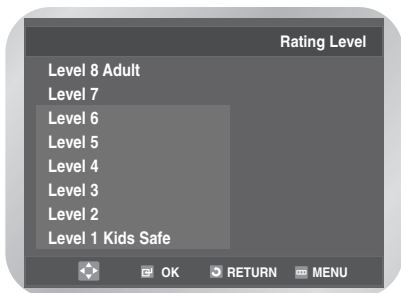 Rating Level
Level 8 Adult
Level 7
Level 6
Level 5
Level 4
Level 3
Level 2
Level 1 Kids Safe
OK RETURN MENU